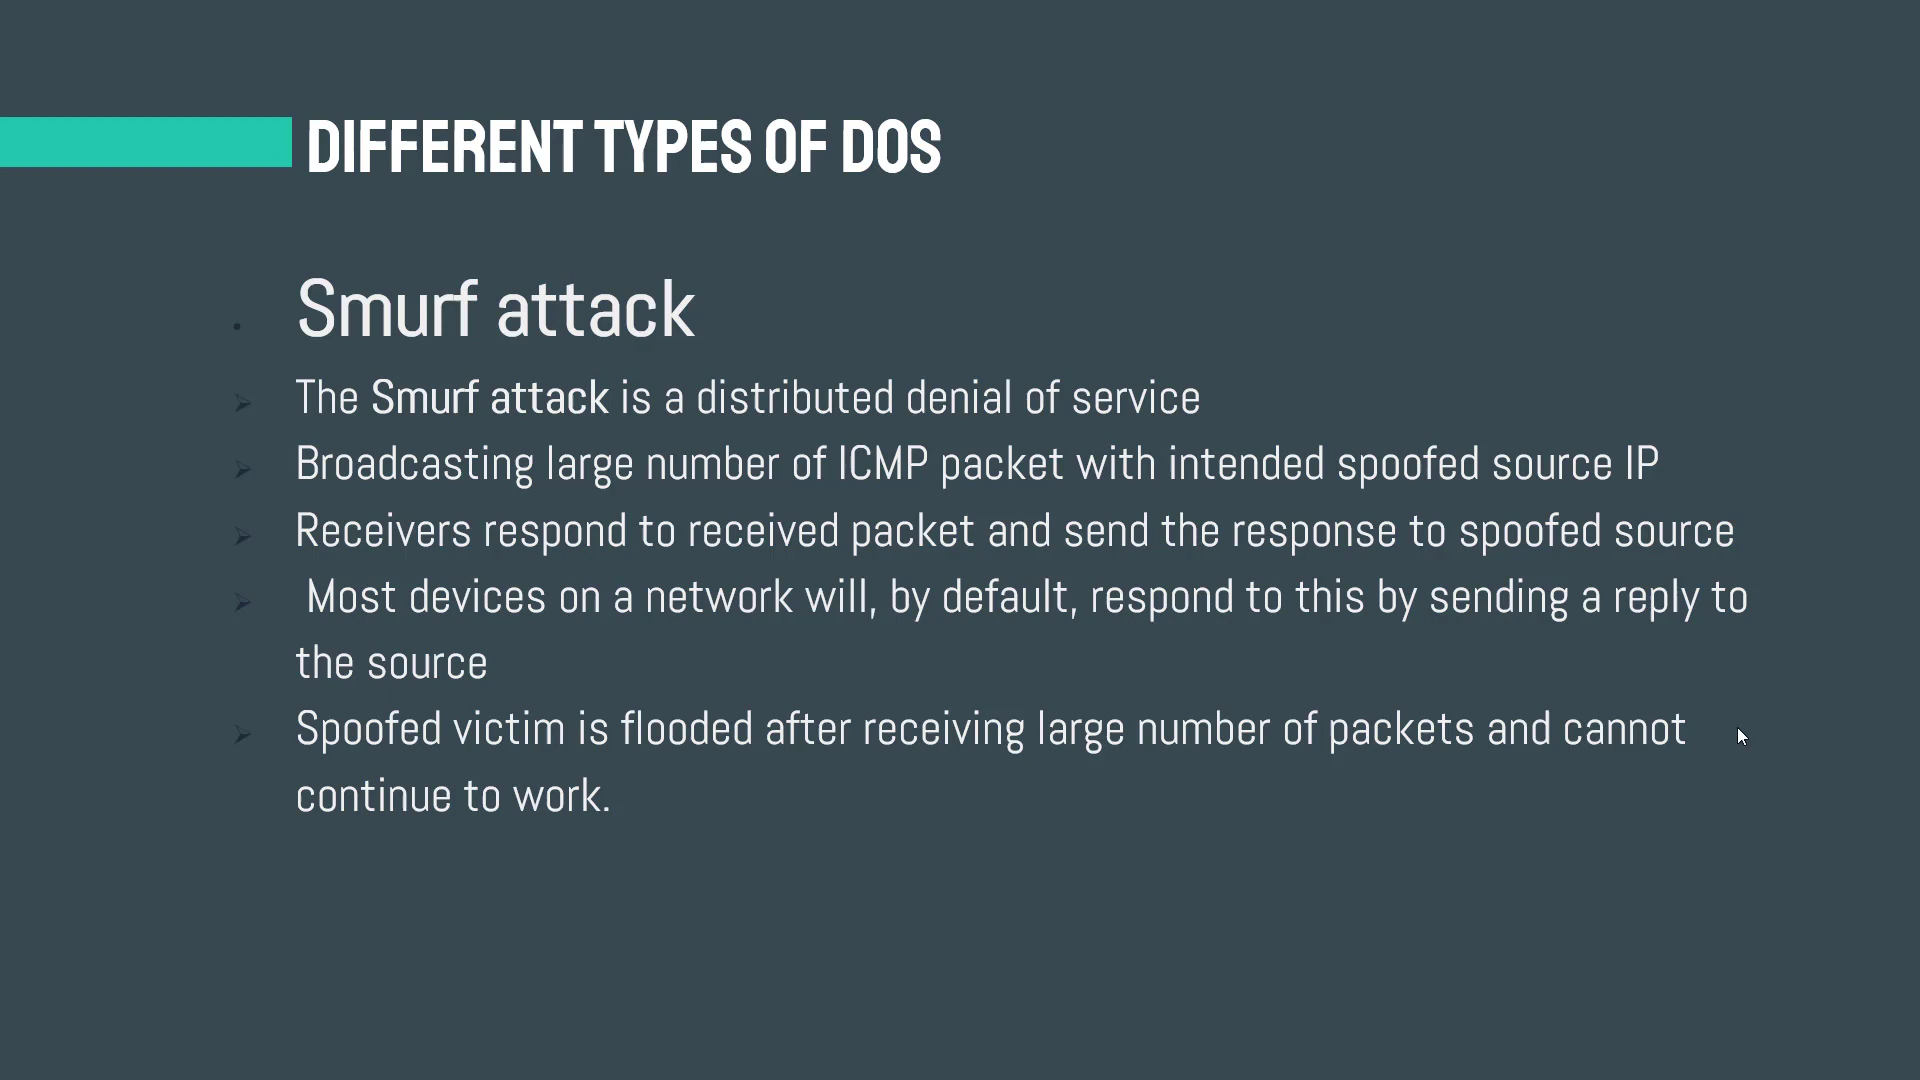 DIFFERENT TYPES OF DOS
Smurf attack
The Smurf attack is a distributed denial of service
Broadcasting large number of ICMP packet with intended spoofed source IP
Receivers respond to received packet and send the response to spoofed source
Most devices on a network will, by default, respond to this by sending a reply to
the source
Spoofed victim is flooded after receiving large number of packets and cannot
continue to work.